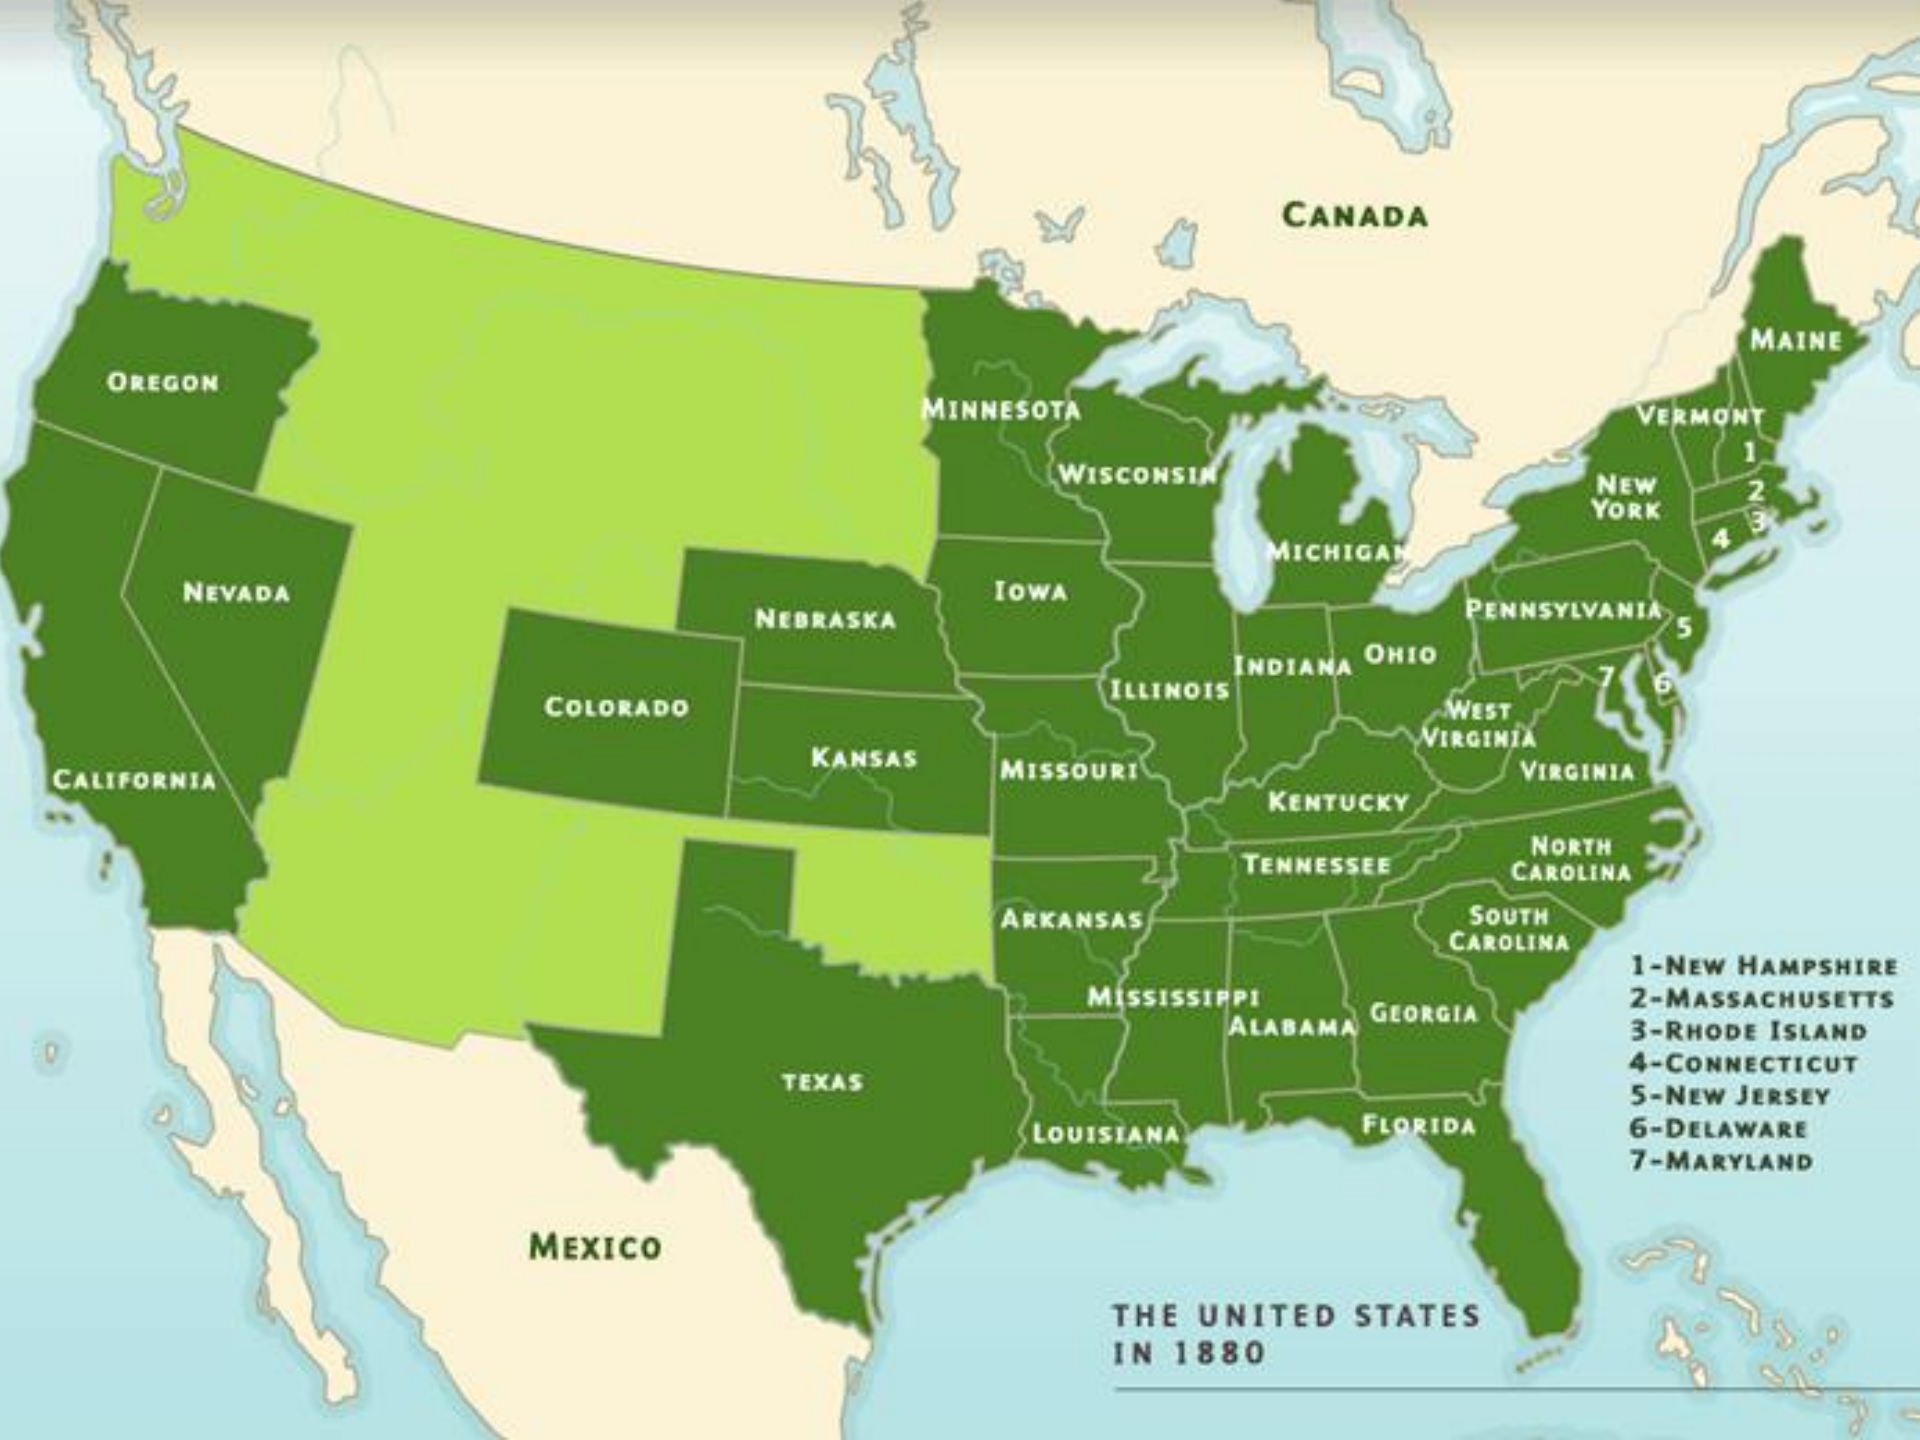 CANADA
MAINE
OREGON
MINNESOTA
VERMONT
1
WISCONSIN
NEW
YORK
2
3
4
MICHIGAN
NEVADA
IOWA
NEBRASKA
PENNSYLVANIA
5
OHIO
INDIANA
ILLINOIS
7
6
COLORADO
WEST
VIRGINIA
KANSAS
MISSOURI
VIRGINIA
CALIFORNIA
KENTUCKY
NORTH
CAROLINA
TENNESSEE
ARKANSAS
SOUTH
CAROLINA
MISSISSIPPI
ALABAMA
GEORGIA
TEXAS
LOUISIANA
FLORIDA
1-NEW HAMPSHIRE
2-MASSACHUSETTS
3-RHODE ISLAND
4-CONNECTICUT
5-NEW JERSEY
6-DELAWARE
7-MARYLAND
MEXICO
THE UNITED STATES
IN 1880